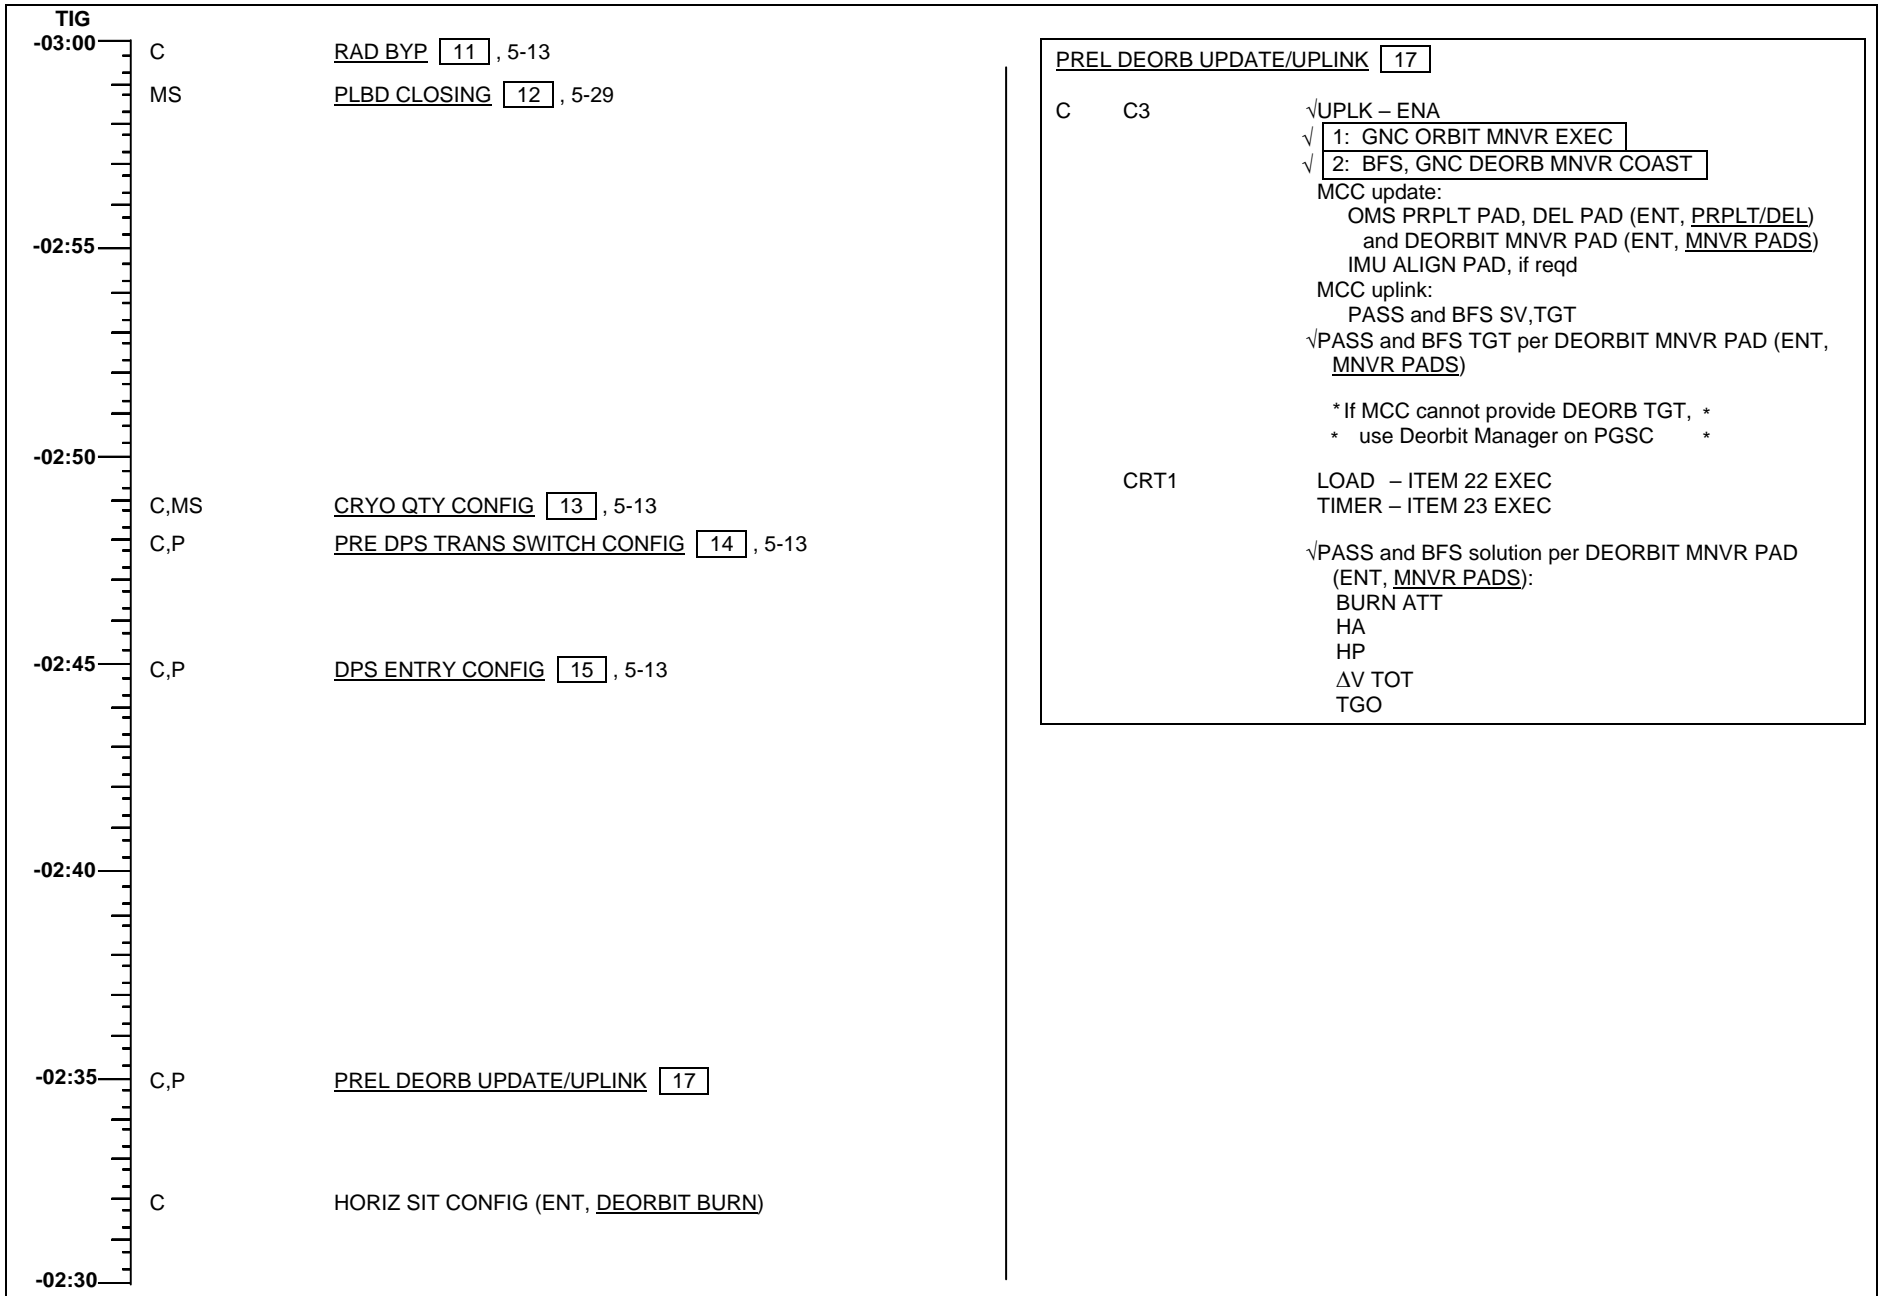 TIG
-03:00
C RAD BYP 11 , 5-13
MS PLBD CLOSING 12 , 5-29
-02:55
-02:50
C,MS CRYO QTY CONFIG 13 , 5-13
C,P PRE DPS TRANS SWITCH CONFIG 14 , 5-13
-02:45 C,P DPS ENTRY CONFIG 15 , 5-13
-02:40
-02:35 C,P PREL DEORB UPDATE/UPLINK 17
C HORIZ SIT CONFIG (ENT, DEORBIT BURN)
-02:30
PREL DEORB UPDATE/UPLINK 17
C C3 √UPLK – ENA
√ 1: GNC ORBIT MNVR EXEC
√ 2: BFS, GNC DEORB MNVR COAST
MCC update:
OMS PRPLT PAD, DEL PAD (ENT, PRPLT/DEL)
and DEORBIT MNVR PAD (ENT, MNVR PADS)
IMU ALIGN PAD, if reqd
MCC uplink:
PASS and BFS SV,TGT
√PASS and BFS TGT per DEORBIT MNVR PAD (ENT,
MNVR PADS)
* If MCC cannot provide DEORB TGT, *
* use Deorbit Manager on PGSC *
CRT1 LOAD – ITEM 22 EXEC
TIMER – ITEM 23 EXEC
√PASS and BFS solution per DEORBIT MNVR PAD
(ENT, MNVR PADS):
BURN ATT
HA
HP
∆V TOT
TGO